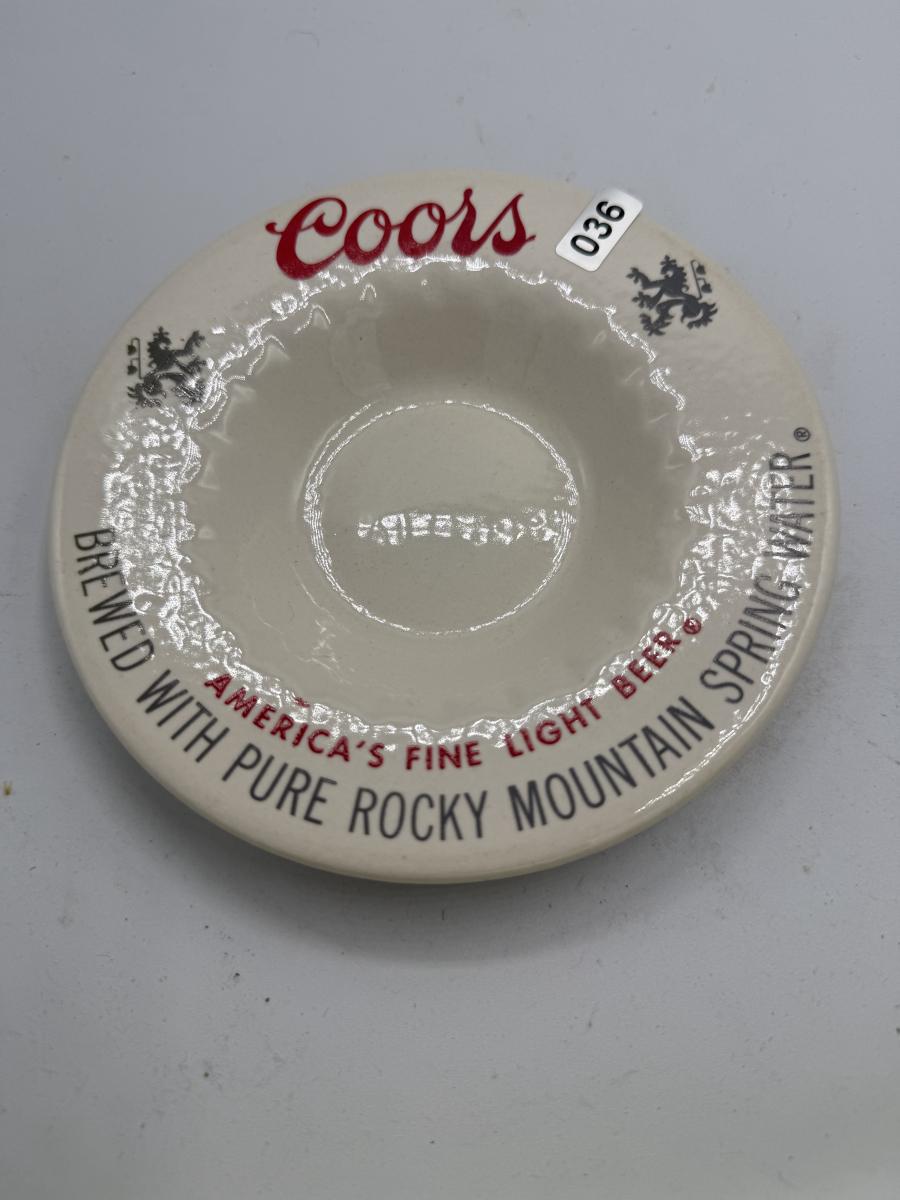 Coors
036
AMERICA'S FINE LIGHT BEER®
BREWED WITH PURE ROCKY MOUNTAIN SPRING WATER®